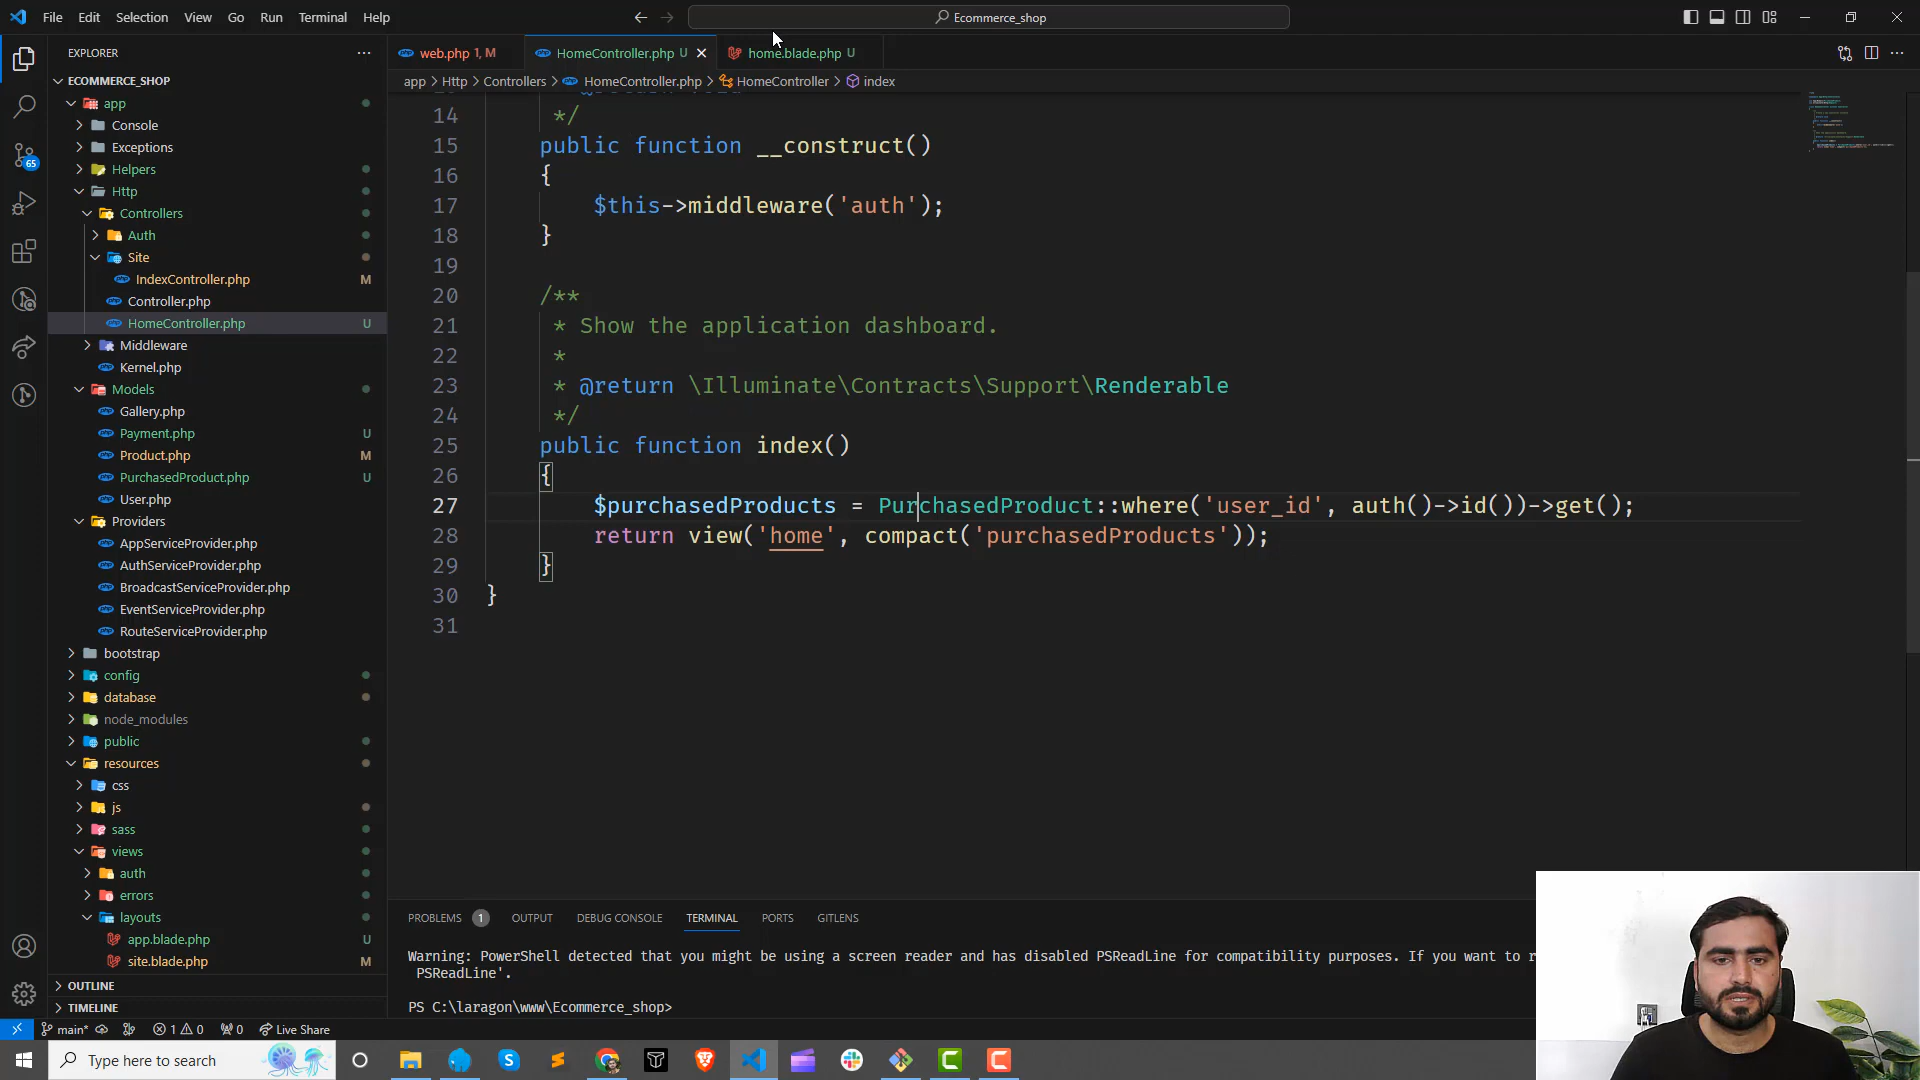 File Edit Selection View Go Run Terminal Help
Ecommerce_shop
EXPLORER
web.php 1, M
HomeController.php U
home.blade.php U
app > Http > Controllers > HomeController.php > HomeController > index
ECOMMERCE_SHOP
app
Console
Exceptions
Helpers
Http
Controllers
Auth
Site
IndexController.php M
Controller.php
HomeController.php U
Middleware
Kernel.php
Models
Gallery.php
Payment.php U
Product.php M
PurchasedProduct.php U
User.php
Providers
AppServiceProvider.php
AuthServiceProvider.php
BroadcastServiceProvider.php
EventServiceProvider.php
RouteServiceProvider.php
bootstrap
config
database
node_modules
public
resources
css
js
sass
views
auth
errors
layouts
app.blade.php U
site.blade.php M
OUTLINE
TIMELINE
65
14 */
15 public function __construct()
16 {
17 $this->middleware('auth');
18 }
19
20 /**
21 * Show the application dashboard.
22 *
23 * @return \Illuminate\Contracts\Support\Renderable
24 */
25 public function index()
26 {
27 $purchasedProducts = PurchasedProduct::where('user_id', auth()->id())->get();
28 return view('home', compact('purchasedProducts'));
29 }
30 }
31
PROBLEMS 1 OUTPUT DEBUG CONSOLE TERMINAL PORTS GITLENS
Warning: PowerShell detected that you might be using a screen reader and has disabled PSReadLine for compatibility purposes. If you want to r
PSReadLine'.
PS C:\laragon\www\Ecommerce_shop>
main* 1 0 0 Live Share
Type here to search